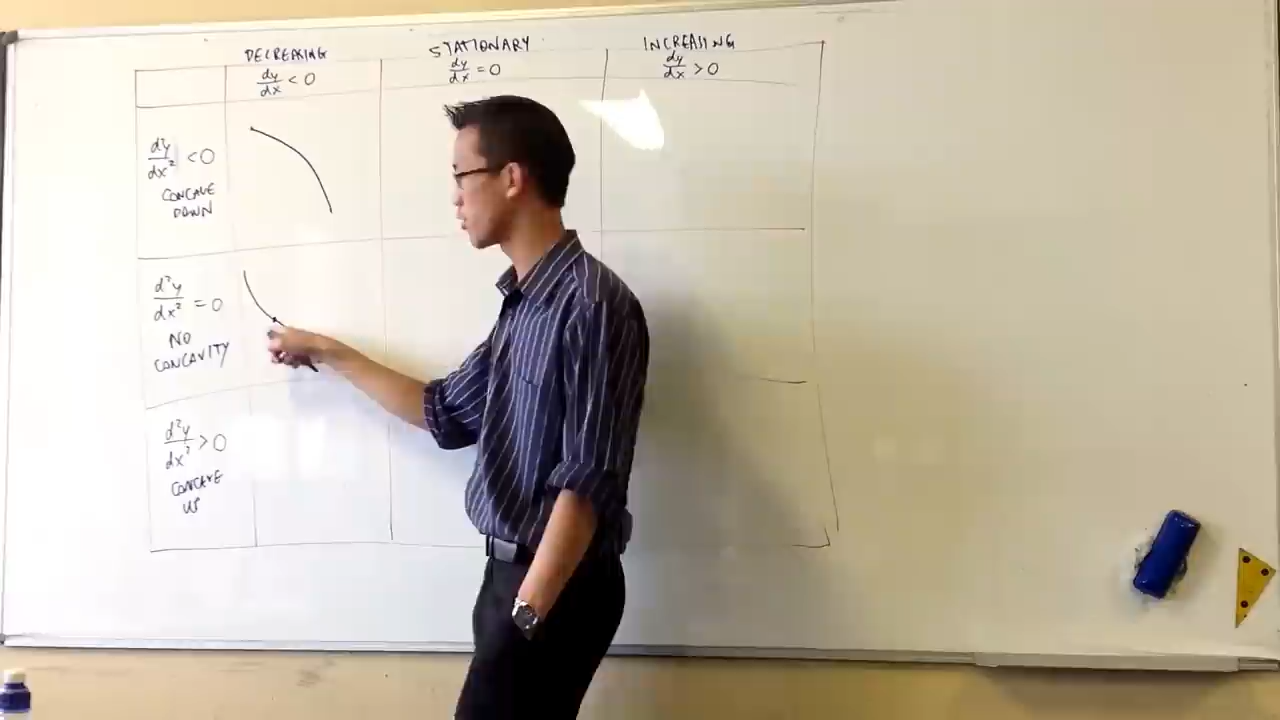 DECREASING
dy/dx < 0
STATIONARY
dy/dx = 0
INCREASING
dy/dx > 0
d²y/dx² < 0
CONCAVE
DOWN
d²y/dx² = 0
NO
CONCAVITY
d²y/dx² > 0
CONCAVE
UP